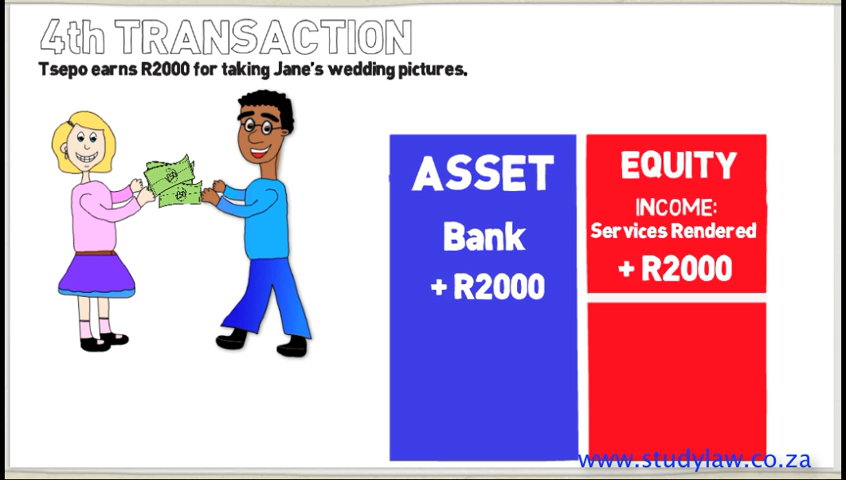 4th TRANSACTION
Tsepo earns R2000 for taking Jane's wedding pictures.
ASSET
Bank
+ R2000
EQUITY
INCOME:
Services Rendered
+ R2000
www.studylaw.co.za